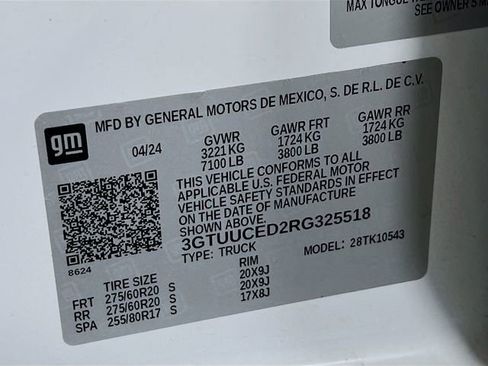 MAX TONGUE
SEE OWNER'S
gm
MFD BY GENERAL MOTORS DE MEXICO, S. DE R.L. DE C.V.
04/24 GVWR GAWR FRT GAWR RR
3221 KG 1724 KG 1724 KG
7100 LB 3800 LB 3800 LB
THIS VEHICLE CONFORMS TO ALL
APPLICABLE U.S. FEDERAL MOTOR
VEHICLE SAFETY STANDARDS IN EFFECT
ON THE DATE OF MANUFACTURE
SHOWN ABOVE.
3GTUUCED2RG325518
TYPE: TRUCK MODEL: 28TK10543
8624
TIRE SIZE RIM
FRT 275/60R20 S 20X9J
RR 275/60R20 S 20X9J
SPA 255/80R17 S 17X8J